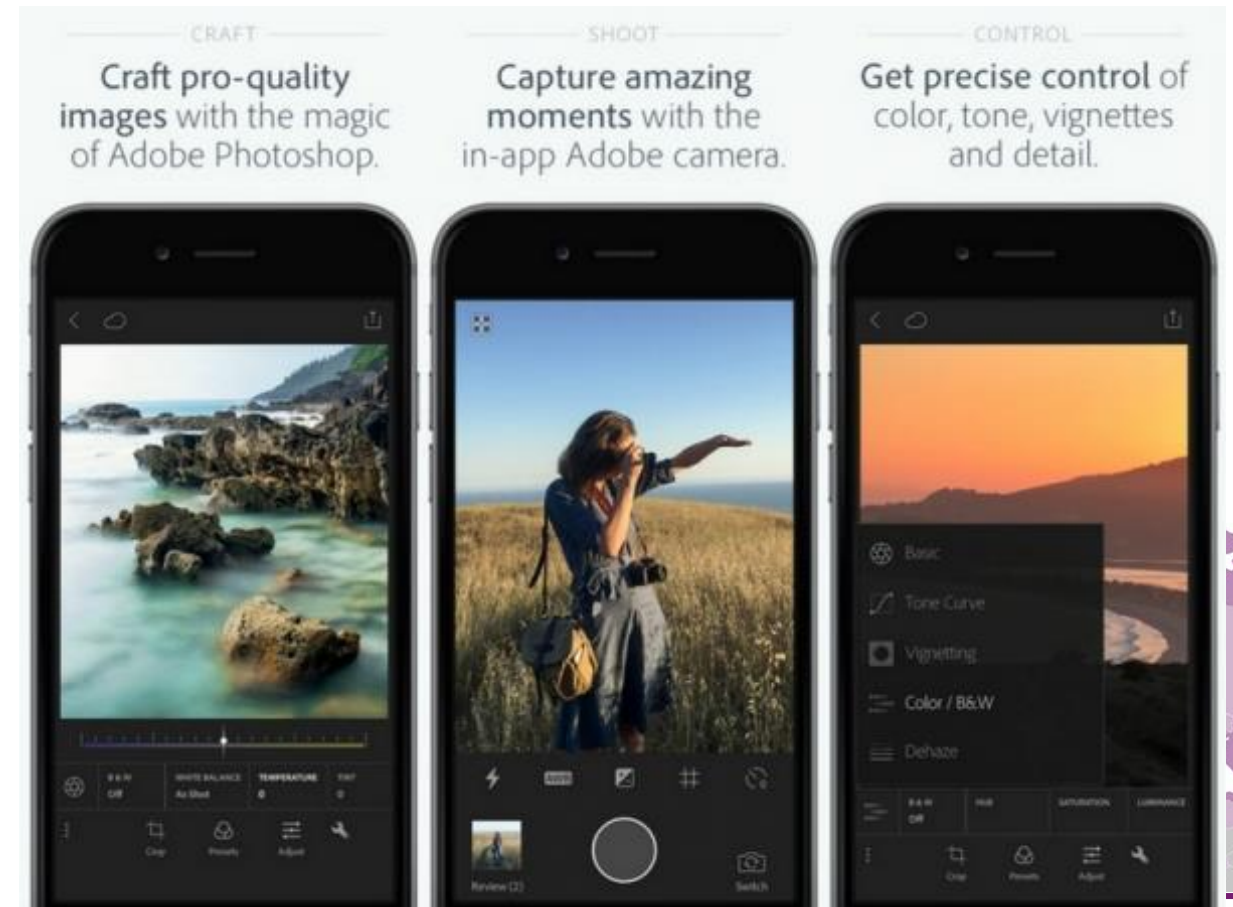 CRAFT
Craft pro-quality
images with the magic
of Adobe Photoshop.
B & W
Off
WHITE BALANCE
As Shot
TEMPERATURE
0
TINT
0
Crop
Presets
Adjust
SHOOT
Capture amazing
moments with the
in-app Adobe camera.
AUTO
Review (2)
Switch
CONTROL
Get precise control of
color, tone, vignettes
and detail.
Basic
Tone Curve
Vignetting
Color / B&W
Dehaze
B & W
Off
HUE
SATURATION
LUMINANCE
Crop
Presets
Adjust